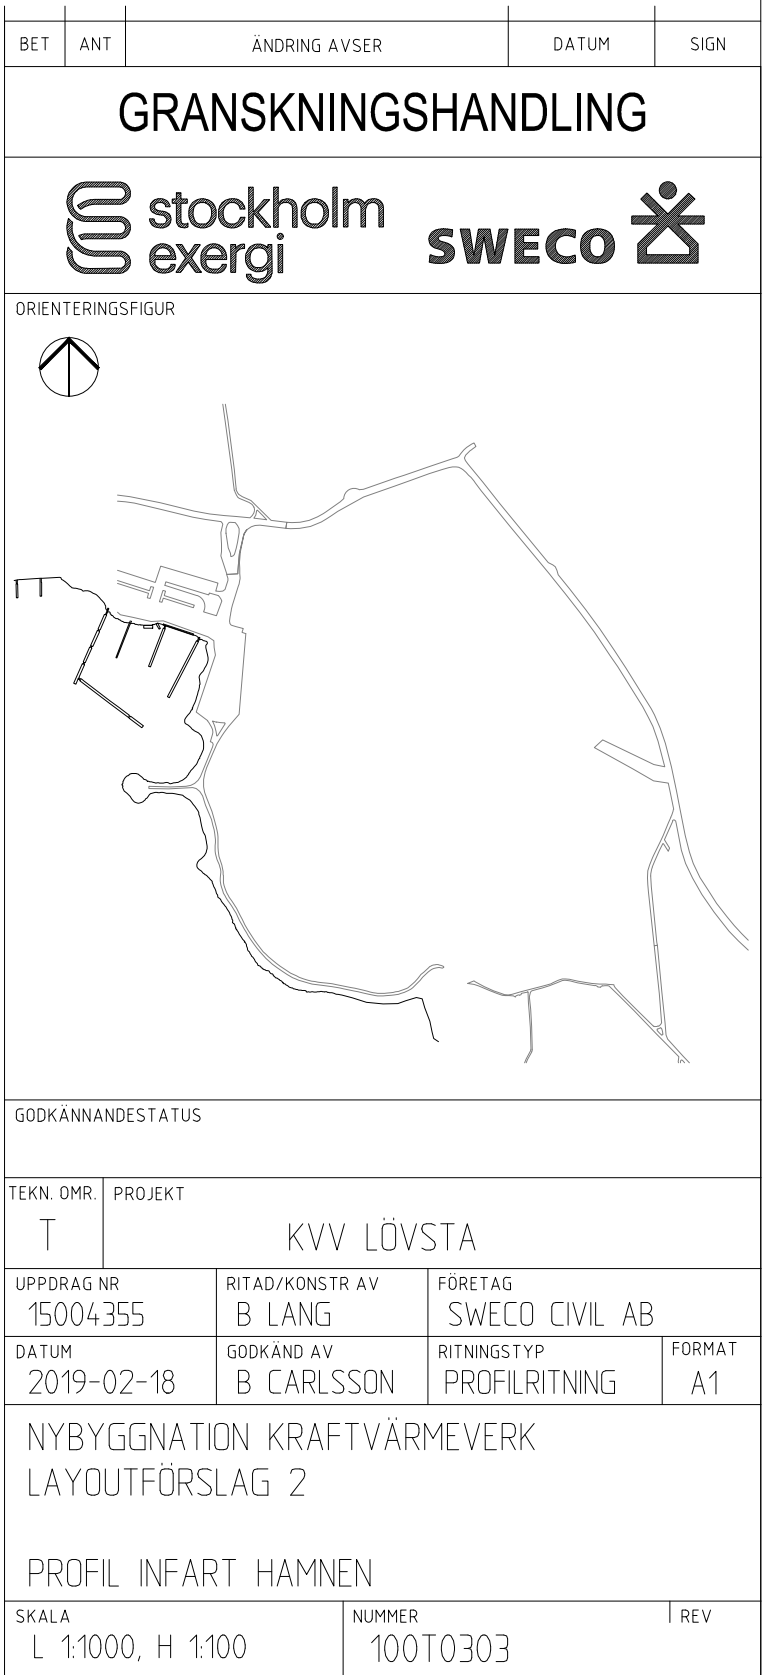 BET ANT ÄNDRING AVSER DATUM SIGN
GRANSKNINGSHANDLING
stockholm
exergi
SWECO
ORIENTERINGSFIGUR
GODKÄNNANDESTATUS
TEKN. OMR. PROJEKT
T KVV LÖVSTA
UPPDRAG NR RITAD/KONSTR AV FÖRETAG
15004355 B LANG SWECO CIVIL AB
DATUM GODKÄND AV RITNINGSTYP FORMAT
2019-02-18 B CARLSSON PROFILRITNING A1
NYBYGGNATION KRAFTVÄRMEVERK
LAYOUTFÖRSLAG 2
PROFIL INFART HAMNEN
SKALA NUMMER REV
L 1:1000, H 1:100 100T0303